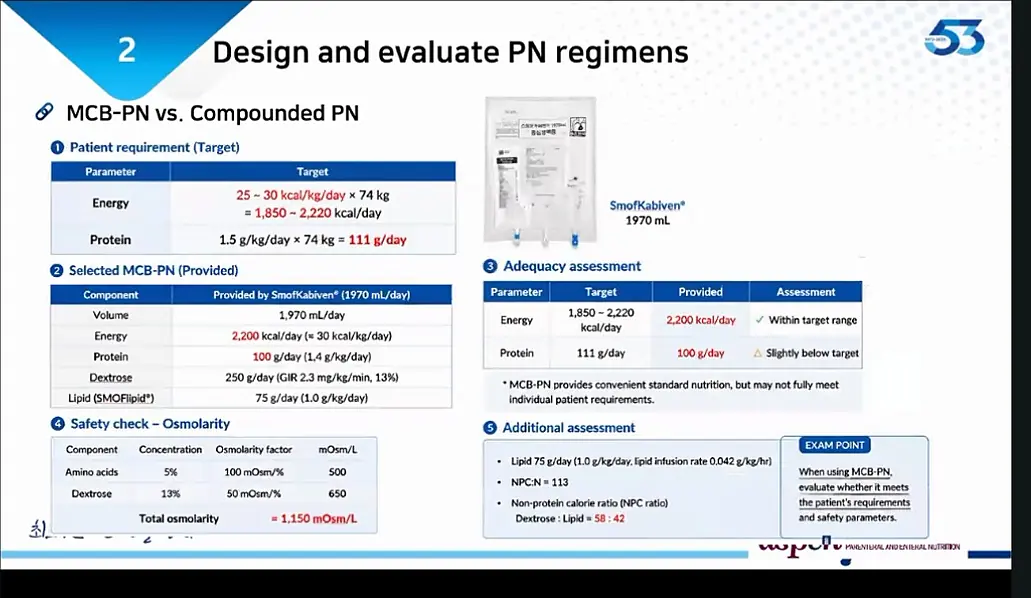 2
Design and evaluate PN regimens
53
MCB-PN vs. Compounded PN
1 Patient requirement (Target)
Parameter Target
Energy 25 ~ 30 kcal/kg/day × 74 kg
= 1,850 ~ 2,220 kcal/day
Protein 1.5 g/kg/day × 74 kg = 111 g/day
2 Selected MCB-PN (Provided)
Component Provided by SmofKabiven® (1970 mL/day)
Volume 1,970 mL/day
Energy 2,200 kcal/day (≈ 30 kcal/kg/day)
Protein 100 g/day (1.4 g/kg/day)
Dextrose 250 g/day (GIR 2.3 mg/kg/min, 13%)
Lipid (SMOFlipid®) 75 g/day (1.0 g/kg/day)
4 Safety check – Osmolarity
Component Concentration Osmolarity factor mOsm/L
Amino acids 5% 100 mOsm/% 500
Dextrose 13% 50 mOsm/% 650
Total osmolarity = 1,150 mOsm/L
SmofKabiven®
1970 mL
3 Adequacy assessment
Parameter Target Provided Assessment
Energy 1,850 ~ 2,220
kcal/day 2,200 kcal/day ✓ Within target range
Protein 111 g/day 100 g/day ⚠ Slightly below target
* MCB-PN provides convenient standard nutrition, but may not fully meet
individual patient requirements.
5 Additional assessment
• Lipid 75 g/day (1.0 g/kg/day, lipid infusion rate 0.042 g/kg/hr)
• NPC:N = 113
• Non-protein calorie ratio (NPC ratio)
Dextrose : Lipid = 58 : 42
EXAM POINT
When using MCB-PN,
evaluate whether it meets
the patient's requirements
and safety parameters.
aspen PARENTERAL AND ENTERAL NUTRITION